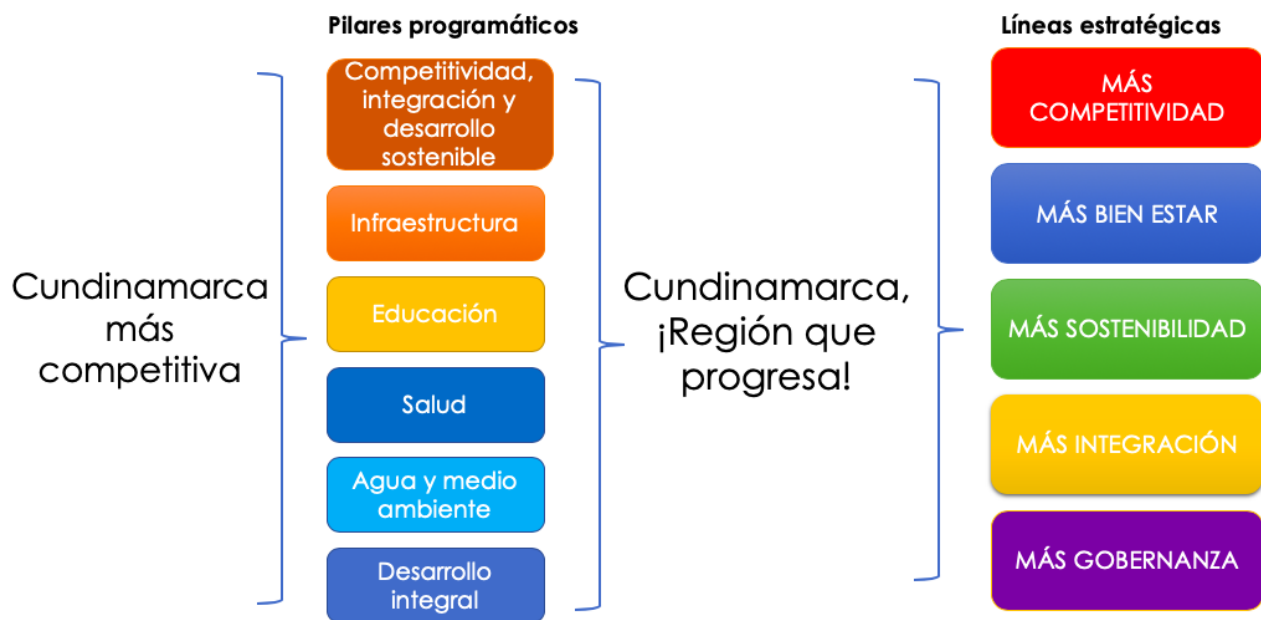 Pilares programáticos
Líneas estratégicas
Cundinamarca
más
competitiva
Competitividad,
integración y
desarrollo
sostenible
Infraestructura
Educación
Salud
Agua y medio
ambiente
Desarrollo
integral
Cundinamarca,
¡Región que
progresa!
MÁS
COMPETITIVIDAD
MÁS BIEN ESTAR
MÁS SOSTENIBILIDAD
MÁS INTEGRACIÓN
MÁS GOBERNANZA